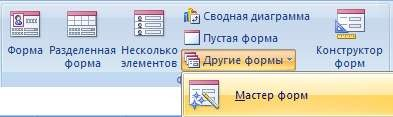 Форма
Разделенная
форма
Несколько
элементов
Сводная диаграмма
Пустая форма
Другие формы
Конструктор
форм
Мастер форм